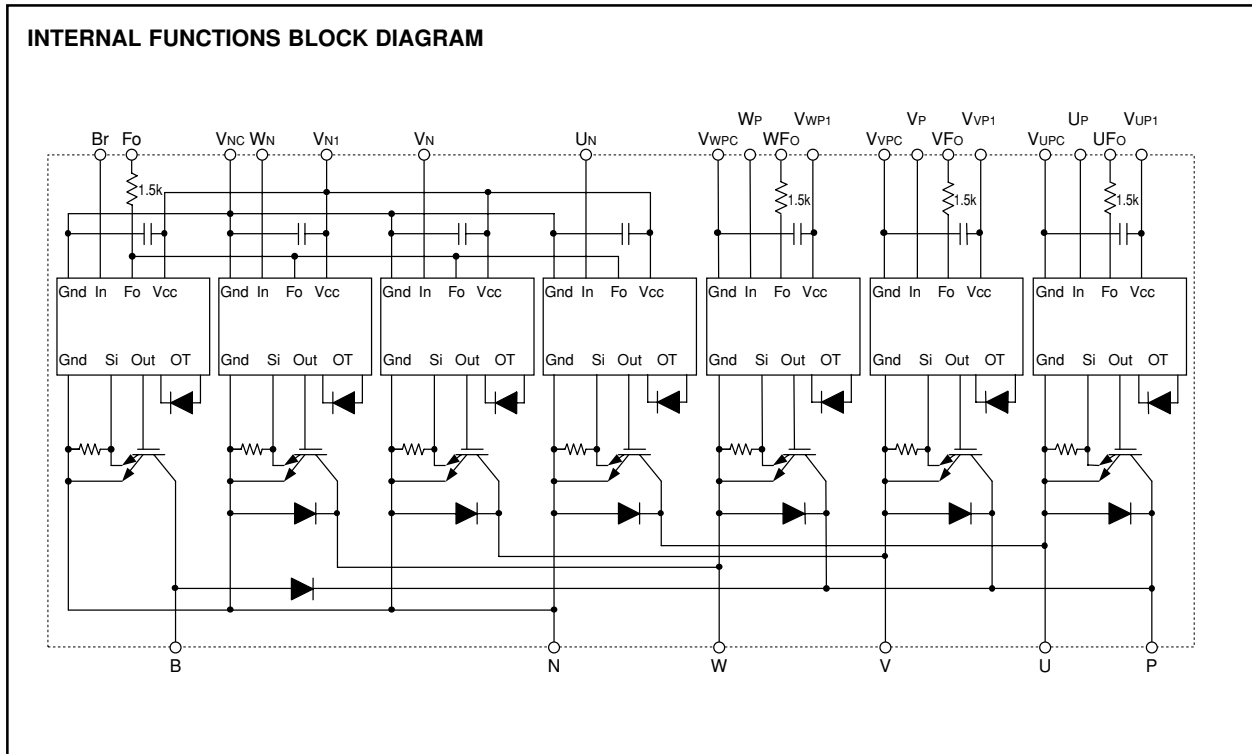 INTERNAL FUNCTIONS BLOCK DIAGRAM
WP VWP1 VP VVP1 UP VUP1
Br Fo VNC WN VN1 VN UN VWPC WFO VVPC VFO VUPC UFO
1.5k 1.5k 1.5k 1.5k
Gnd In Fo Vcc Gnd In Fo Vcc Gnd In Fo Vcc Gnd In Fo Vcc Gnd In Fo Vcc Gnd In Fo Vcc Gnd In Fo Vcc
Gnd Si Out OT Gnd Si Out OT Gnd Si Out OT Gnd Si Out OT Gnd Si Out OT Gnd Si Out OT Gnd Si Out OT
B N W V U P